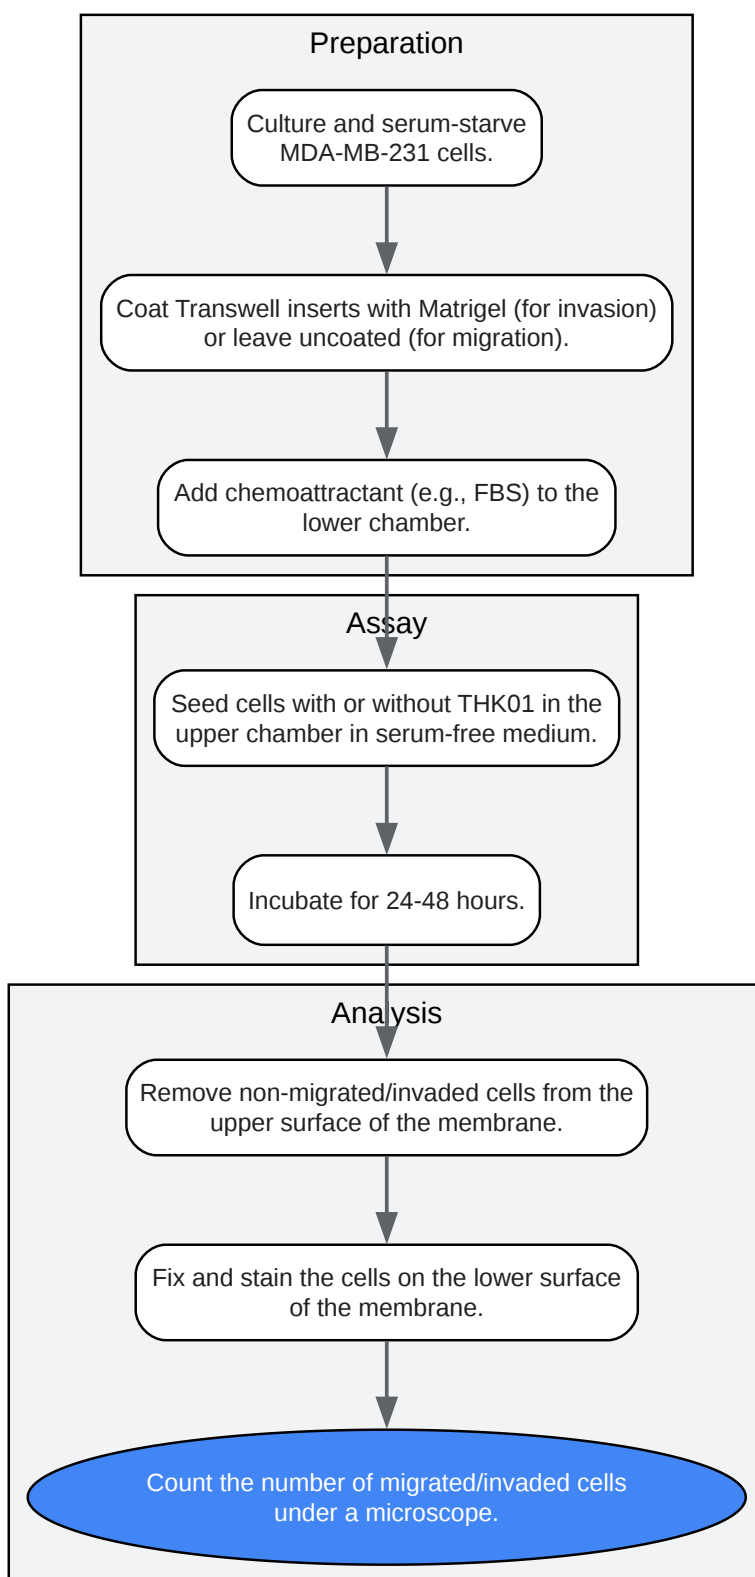 Preparation
Culture and serum-starve
MDA-MB-231 cells.
Coat Transwell inserts with Matrigel (for invasion)
or leave uncoated (for migration).
Add chemoattractant (e.g., FBS) to the
lower chamber.
Assay
Seed cells with or without THK01 in the
upper chamber in serum-free medium.
Incubate for 24-48 hours.
Analysis
Remove non-migrated/invaded cells from the
upper surface of the membrane.
Fix and stain the cells on the lower surface
of the membrane.
Count the number of migrated/invaded cells
under a microscope.